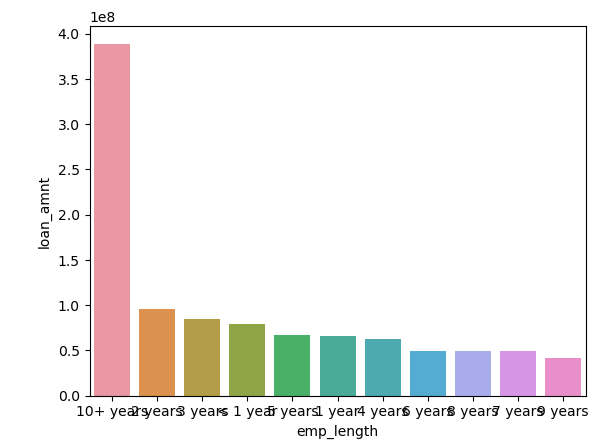 1e8
4.0
3.5
3.0
2.5
2.0
1.5
1.0
0.5
0.0
loan_amnt
10+ years 2 years 3 years < 1 year 5 years 1 year 4 years 6 years 8 years 7 years 9 years
emp_length